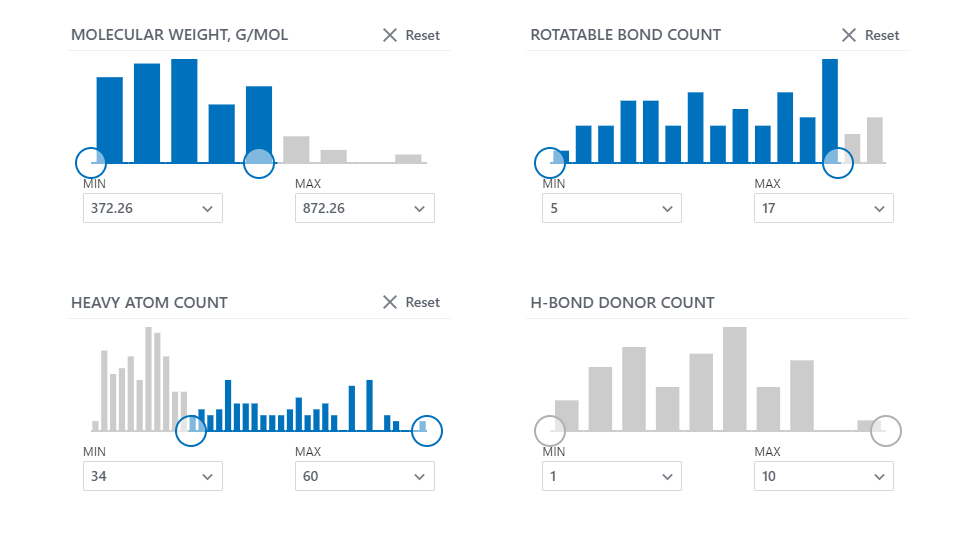 MOLECULAR WEIGHT, G/MOL Reset
MIN MAX
372.26 872.26
ROTATABLE BOND COUNT Reset
MIN MAX
5 17
HEAVY ATOM COUNT Reset
MIN MAX
34 60
H-BOND DONOR COUNT
MIN MAX
1 10